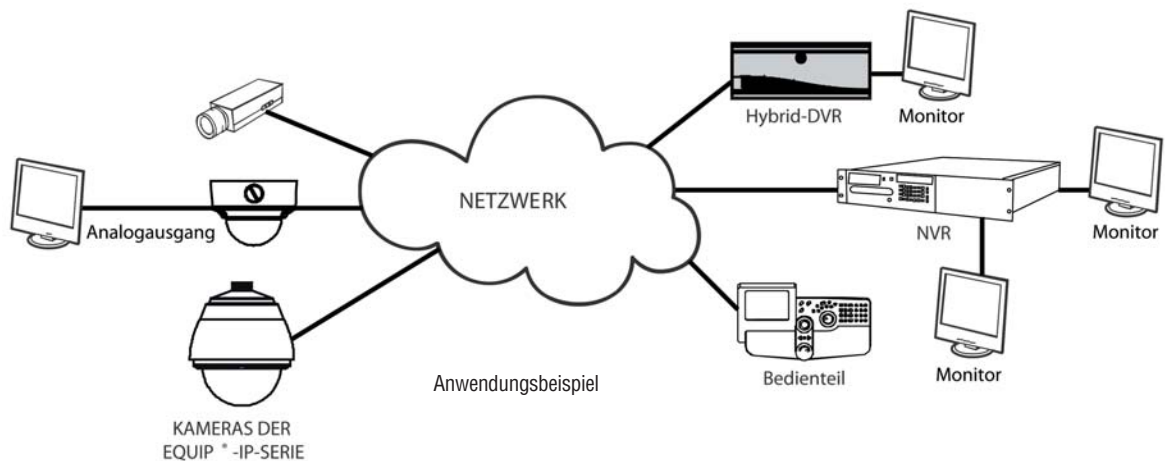 Hybrid-DVR
Monitor
NETZWERK
Analogausgang
NVR
Monitor
Bedienteil
Monitor
Anwendungsbeispiel
KAMERAS DER
EQUIP ® -IP-SERIE